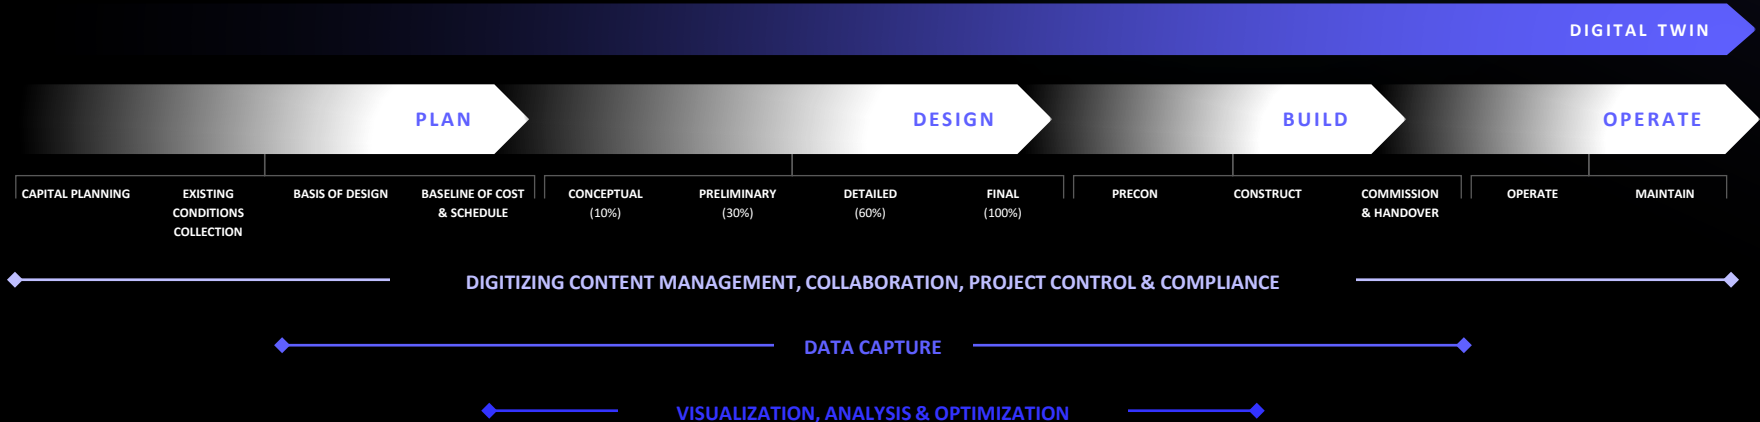 DIGITAL TWIN
PLAN
DESIGN
BUILD
OPERATE
CAPITAL PLANNING
EXISTING
CONDITIONS
COLLECTION
BASIS OF DESIGN
BASELINE OF COST
& SCHEDULE
CONCEPTUAL
(10%)
PRELIMINARY
(30%)
DETAILED
(60%)
FINAL
(100%)
PRECON
CONSTRUCT
COMMISSION
& HANDOVER
OPERATE
MAINTAIN
DIGITIZING CONTENT MANAGEMENT, COLLABORATION, PROJECT CONTROL & COMPLIANCE
DATA CAPTURE
VISUALIZATION, ANALYSIS & OPTIMIZATION